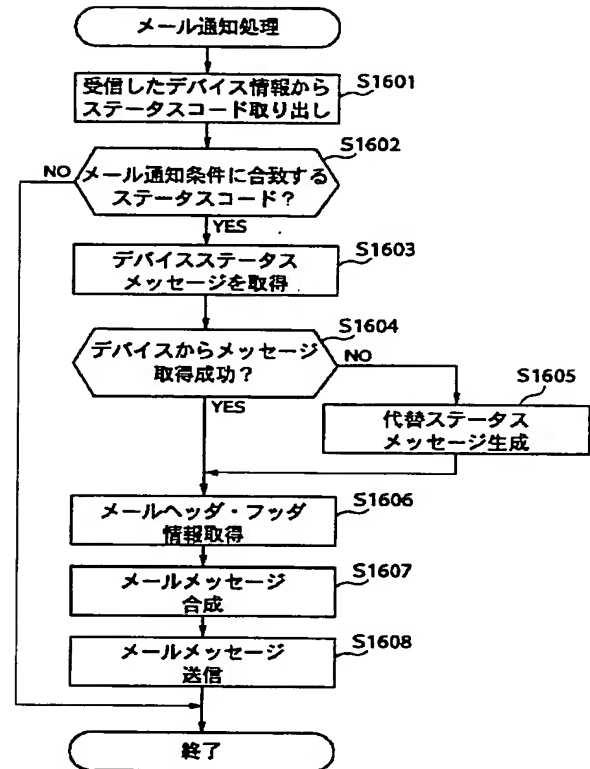 メール通知処理
受信したデバイス情報から
ステータスコード取り出し
S1601
S1602
メール通知条件に合致する
ステータスコード？
NO
YES
デバイスステータス
メッセージを取得
S1603
S1604
デバイスからメッセージ
取得成功？
NO
YES
S1605
代替ステータス
メッセージ生成
メールヘッダ・フッダ
情報取得
S1606
メールメッセージ
合成
S1607
メールメッセージ
送信
S1608
終了